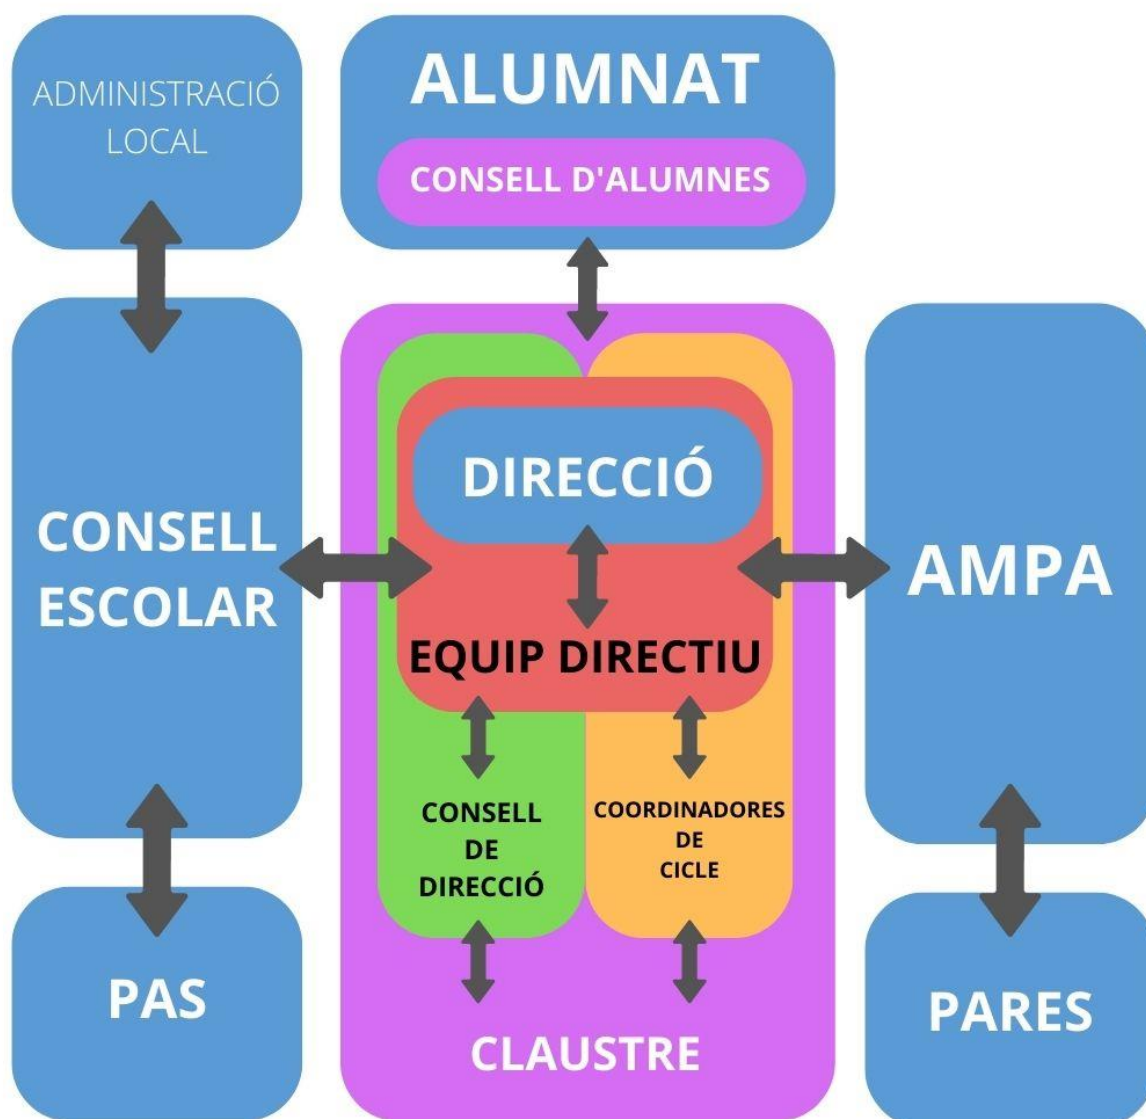 ADMINISTRACIÓ
LOCAL
ALUMNAT
CONSELL D'ALUMNES
CONSELL
ESCOLAR
DIRECCIÓ
EQUIP DIRECTIU
AMPA
CONSELL
DE
DIRECCIÓ
COORDINADORES
DE
CICLE
PAS
CLAUSTRE
PARES